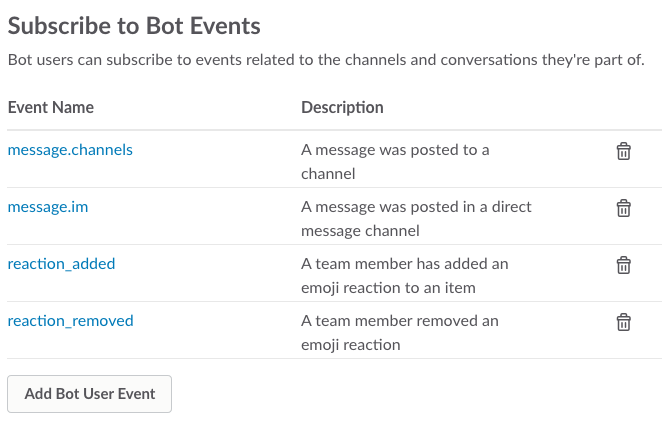 Subscribe to Bot Events
Bot users can subscribe to events related to the channels and conversations they're part of.
Event Name Description
message.channels A message was posted to a
channel
message.im A message was posted in a direct
message channel
reaction_added A team member has added an
emoji reaction to an item
reaction_removed A team member removed an
emoji reaction
Add Bot User Event